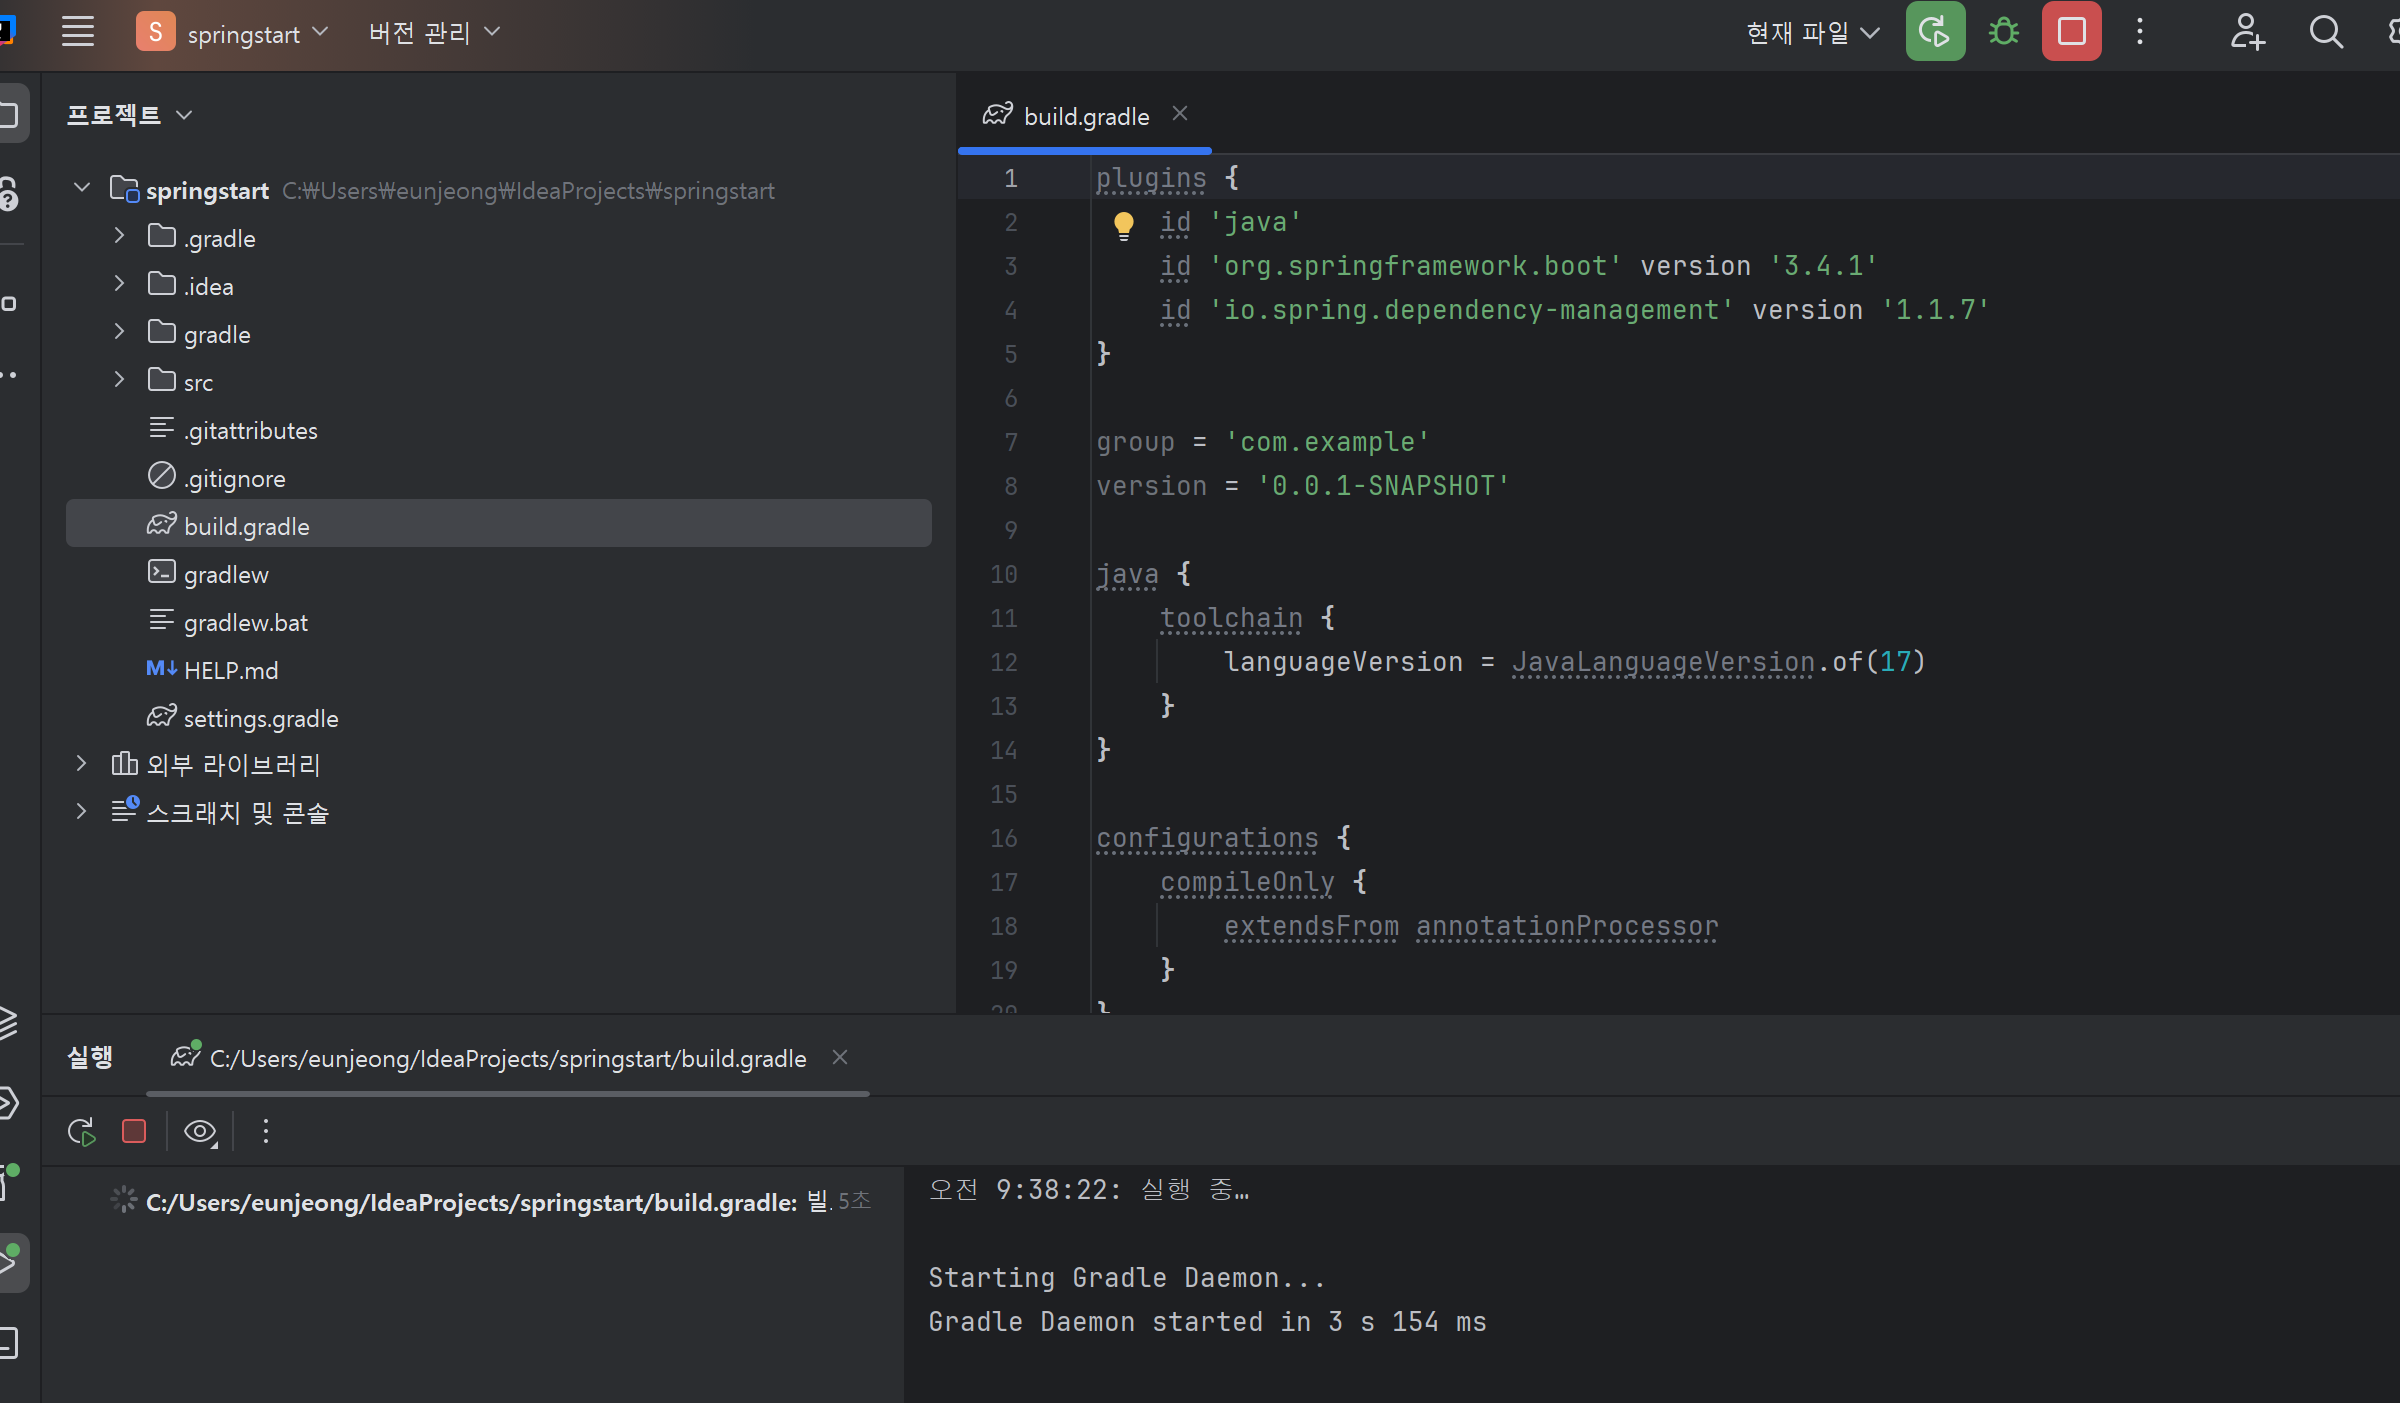 S springstart 버전 관리 현재 파일
프로젝트
springstart C:₩Users₩eunjeong₩IdeaProjects₩springstart
.gradle
.idea
gradle
src
.gitattributes
.gitignore
build.gradle
gradlew
gradlew.bat
M↓ HELP.md
settings.gradle
외부 라이브러리
스크래치 및 콘솔
build.gradle
1 plugins {
2 id 'java'
3 id 'org.springframework.boot' version '3.4.1'
4 id 'io.spring.dependency-management' version '1.1.7'
5 }
6
7 group = 'com.example'
8 version = '0.0.1-SNAPSHOT'
9
10 java {
11 toolchain {
12 languageVersion = JavaLanguageVersion.of(17)
13 }
14 }
15
16 configurations {
17 compileOnly {
18 extendsFrom annotationProcessor
19 }
20 }
실행 C:/Users/eunjeong/IdeaProjects/springstart/build.gradle
C:/Users/eunjeong/IdeaProjects/springstart/build.gradle: 빌. 5초
오전 9:38:22: 실행 중…
Starting Gradle Daemon...
Gradle Daemon started in 3 s 154 ms